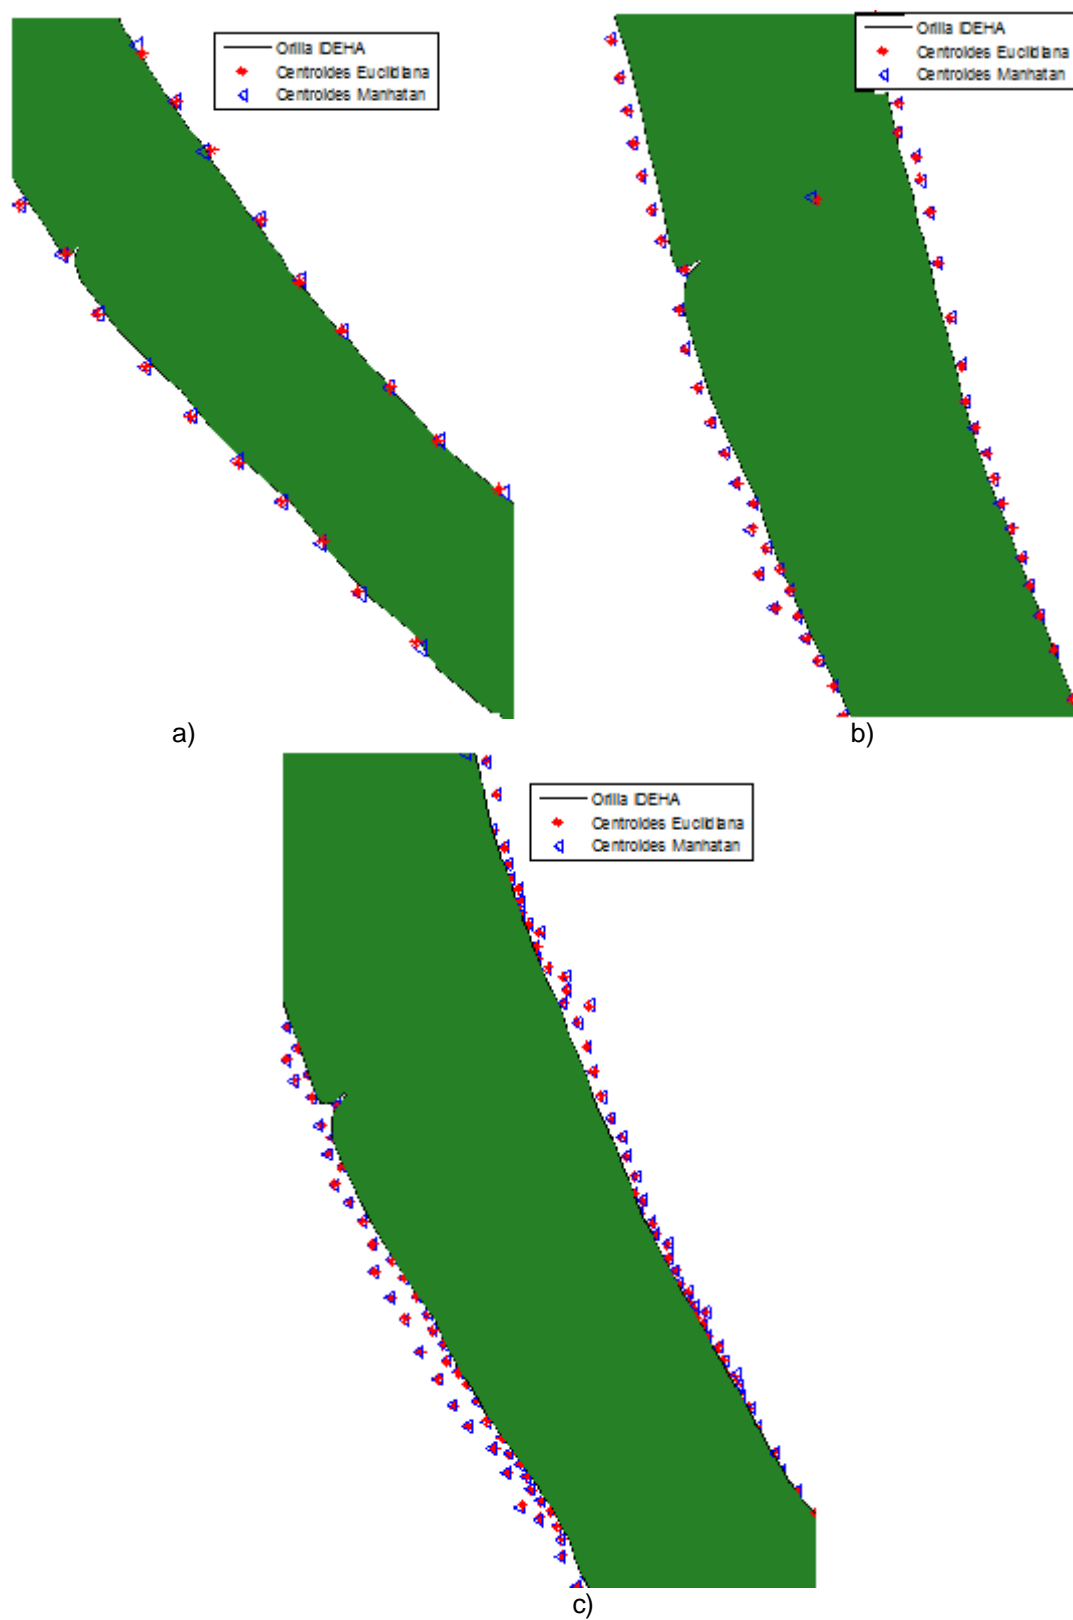 Orilla IDEHA
Centroides Euclidiana
Centroides Manhatan
Orilla IDEHA
Centroides Euclidiana
Centroides Manhatan
a)
b)
Orilla IDEHA
Centroides Euclidiana
Centroides Manhatan
c)